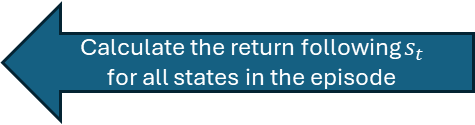 Calculate the return following $s_t$
for all states in the episode